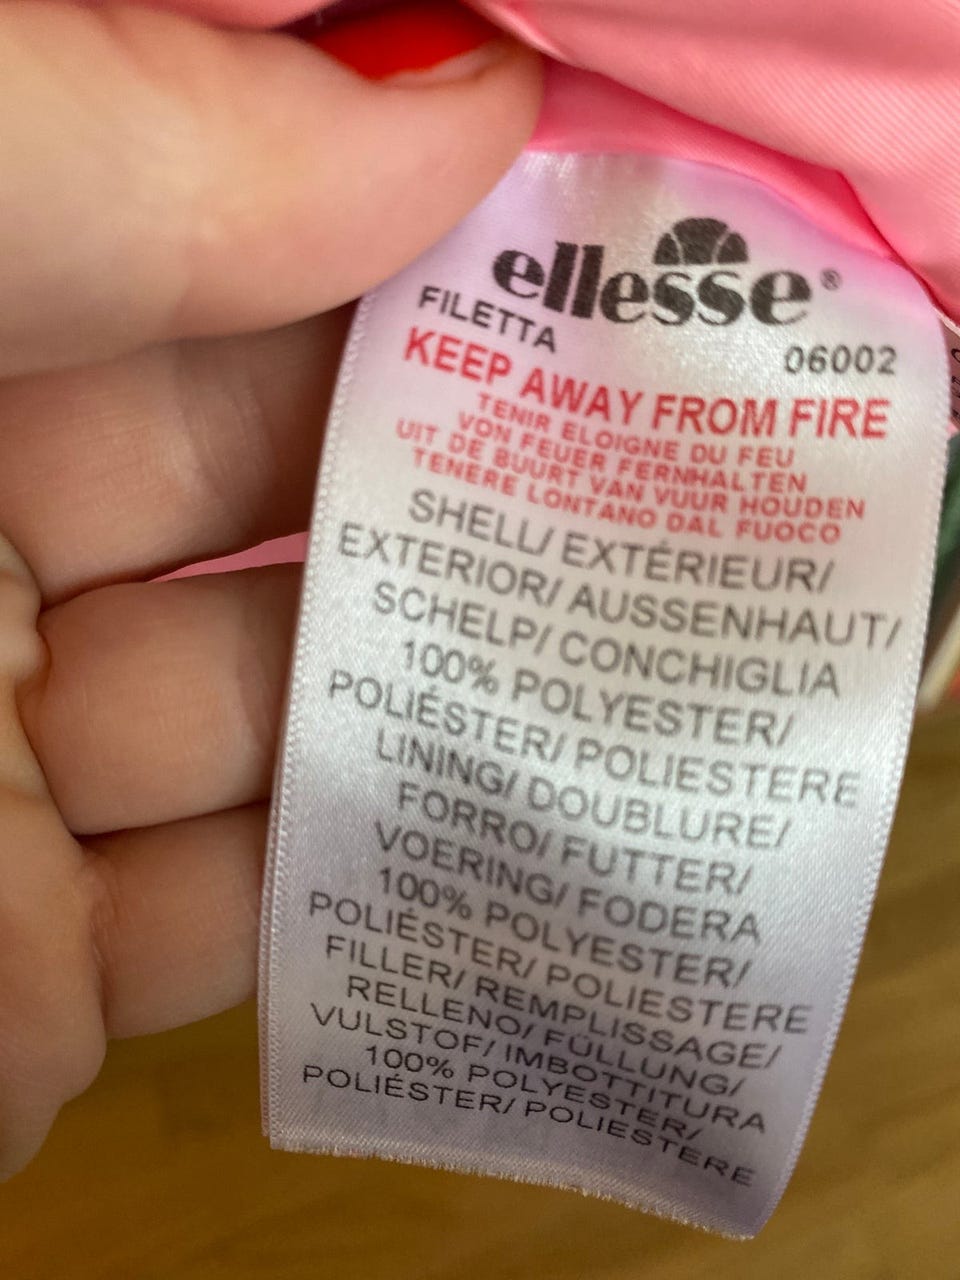 ellesse®
FILETTA 06002
KEEP AWAY FROM FIRE
TENIR ELOIGNE DU FEU
VON FEUER FERNHALTEN
UIT DE BUURT VAN VUUR HOUDEN
TENERE LONTANO DAL FUOCO
SHELL/ EXTÉRIEUR/
EXTERIOR/ AUSSENHAUT/
SCHELP/ CONCHIGLIA
100% POLYESTER/
POLIÉSTER/ POLIESTERE
LINING/ DOUBLURE/
FORRO/ FUTTER/
VOERING/ FODERA
100% POLYESTER/
POLIÉSTER/ POLIESTERE
FILLER/ REMPLISSAGE/
RELLENO/ FÜLLUNG/
VULSTOF/ IMBOTTITURA
100% POLYESTER/
POLIÉSTER/ POLIESTERE